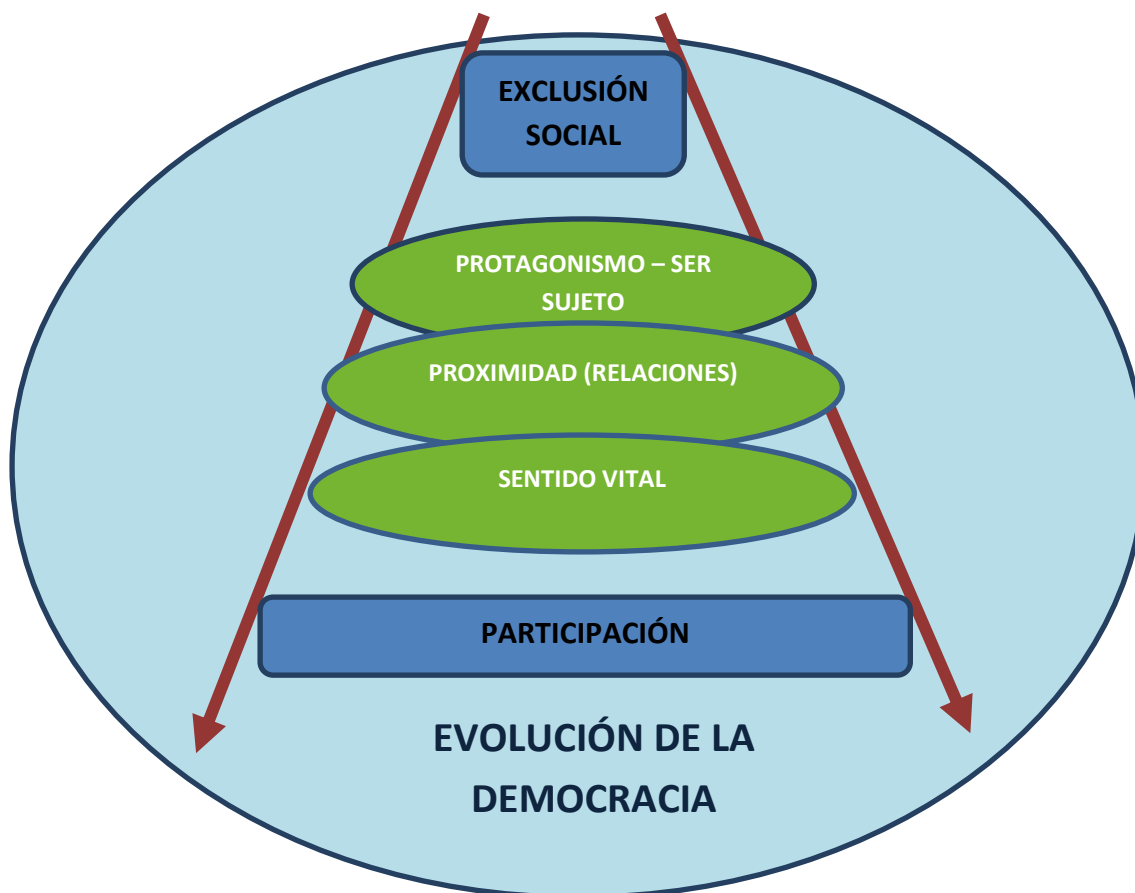 EXCLUSIÓN
SOCIAL
PROTAGONISMO – SER
SUJETO
PROXIMIDAD (RELACIONES)
SENTIDO VITAL
PARTICIPACIÓN
EVOLUCIÓN DE LA
DEMOCRACIA